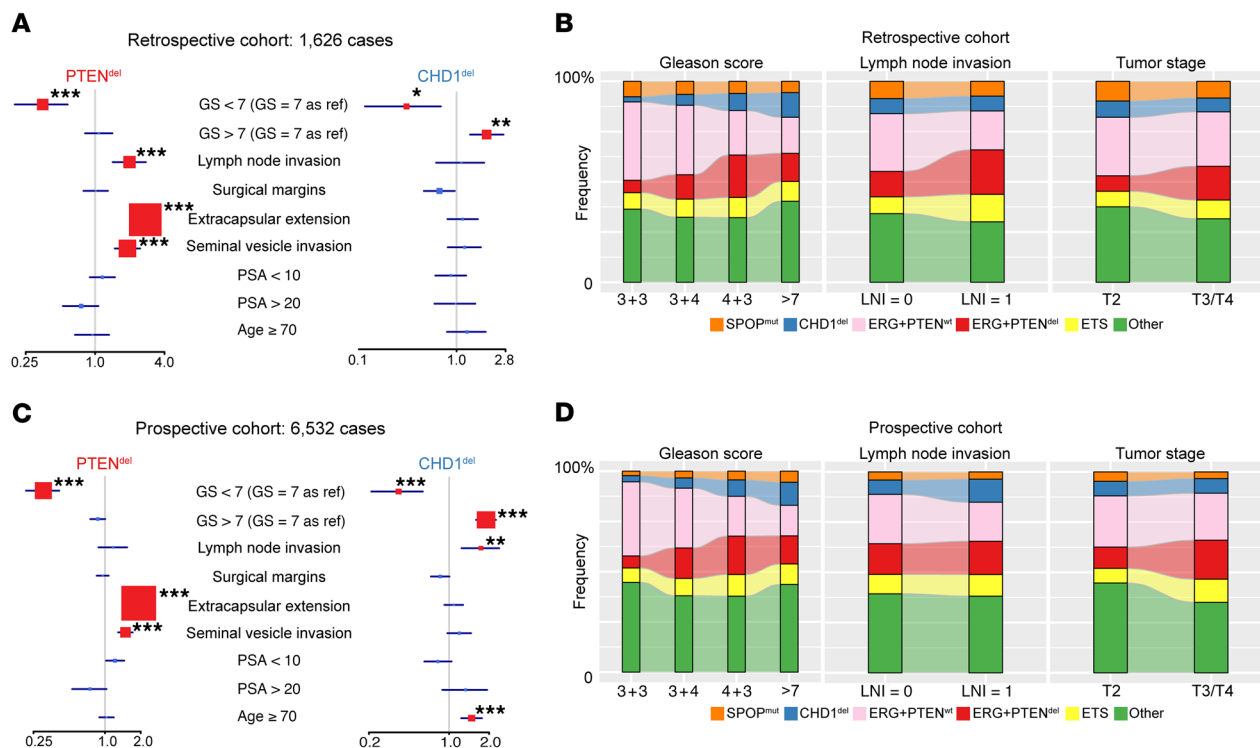 A
Retrospective cohort: 1,626 cases
PTENdel
CHD1del
***
GS < 7 (GS = 7 as ref)
*
GS > 7 (GS = 7 as ref)
**
***
Lymph node invasion
Surgical margins
***
Extracapsular extension
***
Seminal vesicle invasion
PSA < 10
PSA > 20
Age ≥ 70
0.25 1.0 4.0
0.1 1.0 2.8
B
Retrospective cohort
Gleason score Lymph node invasion Tumor stage
100%
Frequency
0
3+3 3+4 4+3 >7 LNI = 0 LNI = 1 T2 T3/T4
SPOPmut CHD1del ERG+PTENwt ERG+PTENdel ETS Other
C
Prospective cohort: 6,532 cases
PTENdel
CHD1del
***
GS < 7 (GS = 7 as ref)
***
GS > 7 (GS = 7 as ref)
***
Lymph node invasion
**
Surgical margins
***
Extracapsular extension
***
Seminal vesicle invasion
PSA < 10
PSA > 20
Age ≥ 70
***
0.25 1.0 2.0
0.2 1.0 2.0
D
Prospective cohort
Gleason score Lymph node invasion Tumor stage
100%
Frequency
0
3+3 3+4 4+3 >7 LNI = 0 LNI = 1 T2 T3/T4
SPOPmut CHD1del ERG+PTENwt ERG+PTENdel ETS Other